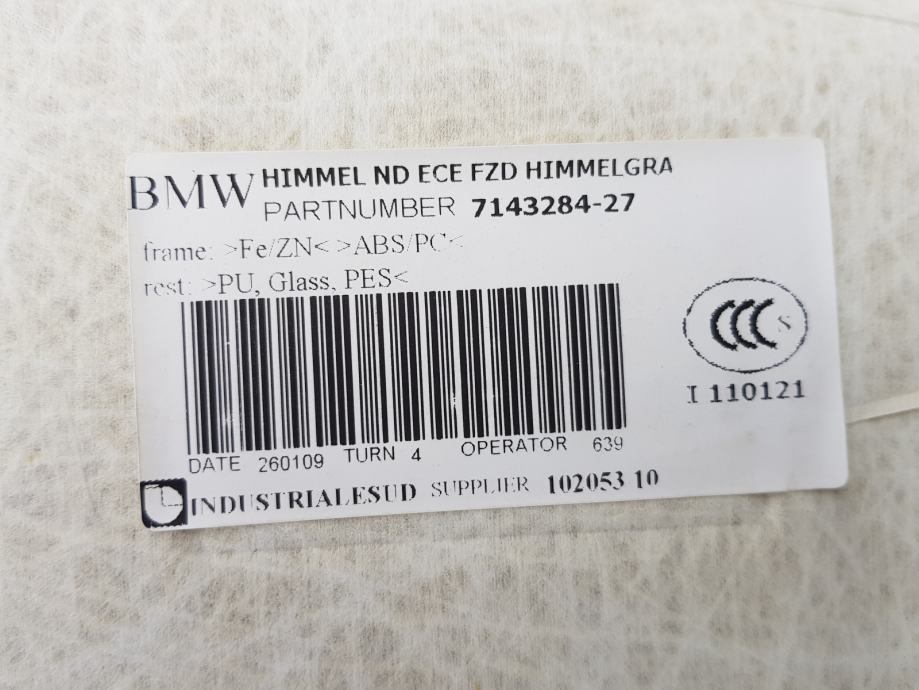 BMW HIMMEL ND ECE FZD HIMMELGRA
PARTNUMBER 7143284-27
frame: >Fe/ZN< >ABS/PC<
rest: >PU, Glass, PES<
CCC S
I 110121
DATE 260109 TURN 4 OPERATOR 639
INDUSTRIALESUD SUPPLIER 102053 10